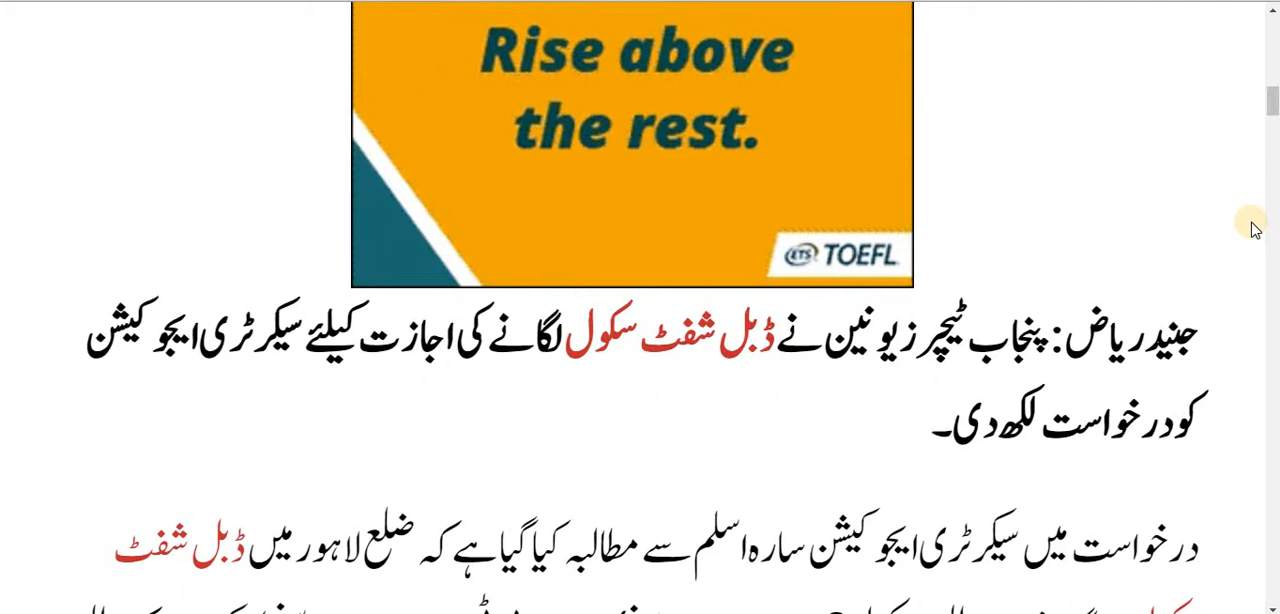 Rise above
the rest.
ETS TOEFL
جنید ریاض: پنجاب ٹیچرز یونین نے ڈبل شفٹ سکول لگانے کی اجازت کیلئے سیکرٹری ایجوکیشن
کو درخواست لکھ دی۔
درخواست میں سیکرٹری ایجوکیشن سارہ اسلم سے مطالبہ کیا گیا ہے کہ ضلع لاہور میں ڈبل شفٹ